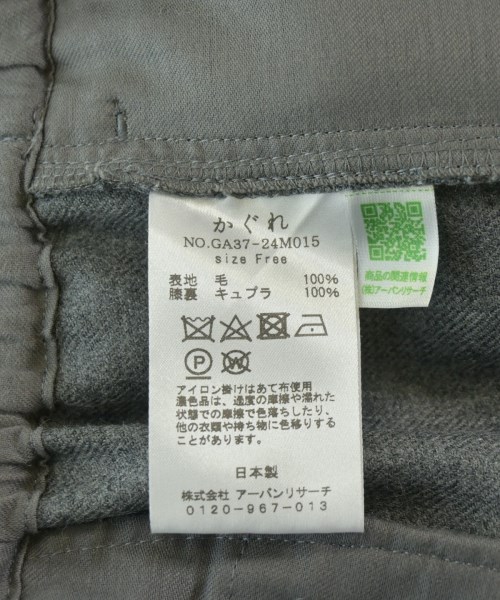 かぐれ
NO.GA37-24M015
size Free
表地 毛 100%
膝裏 キュプラ 100%
P W
アイロン掛けはあて布使用
濃色品は、過度の摩擦や濡れた
状態での摩擦で色落ちしたり、
他の衣類や持ち物に色移りする
ことがあります。
日本製
株式会社 アーバンリサーチ
0120-967-013
商品の関連情報
(株)アーバンリサーチ